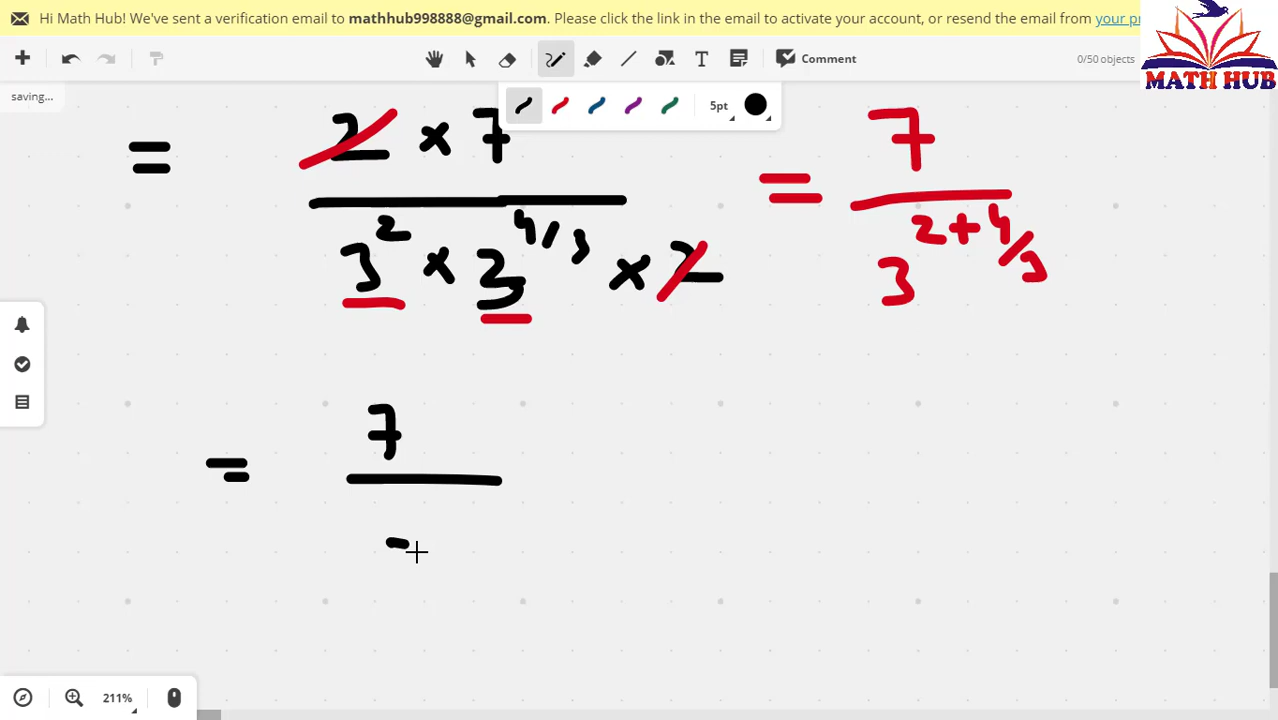 Hi Math Hub! We've sent a verification email to mathhub998888@gmail.com. Please click the link in the email to activate your account, or resend the email from your pr
MATH HUB
Comment
0/50 objects
saving...
5pt
= 2 × 7 / 3^2 × 3^4/3 × 2 = 7 / 3^2+4/3
= 7
211%